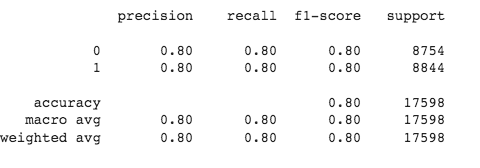 precision recall f1-score support
0 0.80 0.80 0.80 8754
1 0.80 0.80 0.80 8844
accuracy 0.80 17598
macro avg 0.80 0.80 0.80 17598
weighted avg 0.80 0.80 0.80 17598